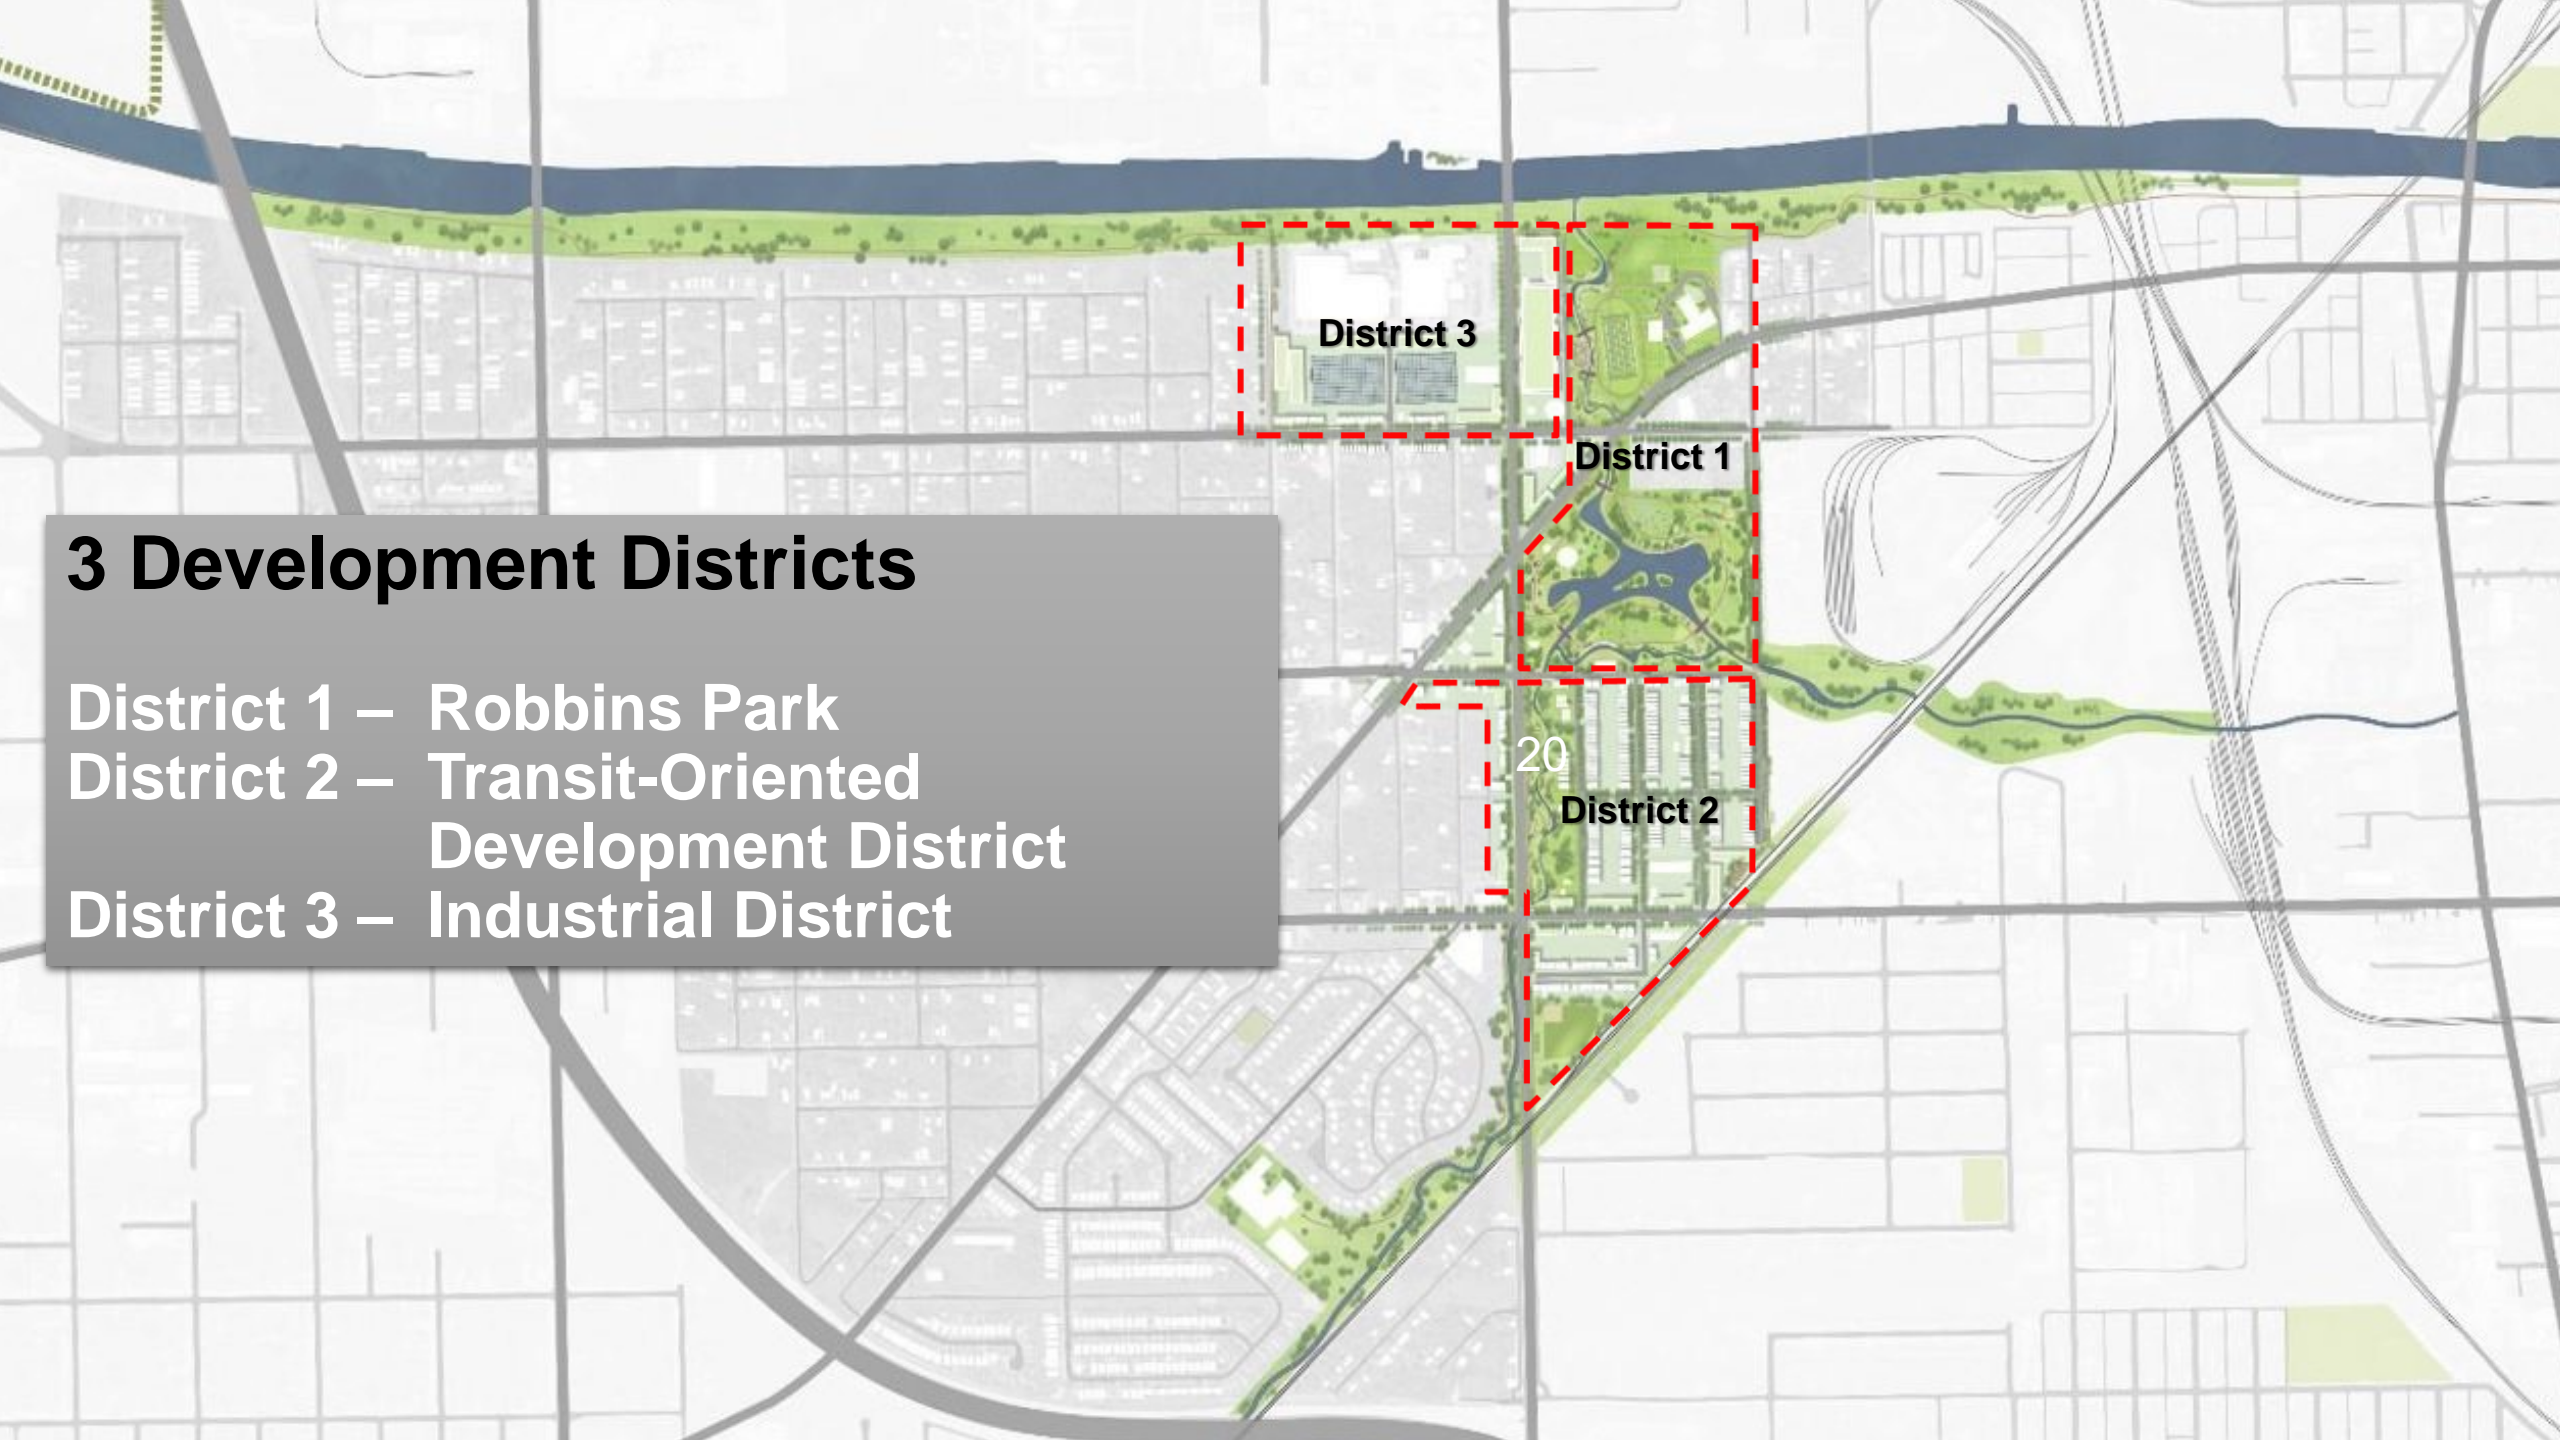 District 3
District 1
3 Development Districts
District 1 – Robbins Park
District 2 – Transit-Oriented
Development District
District 3 – Industrial District
20
District 2